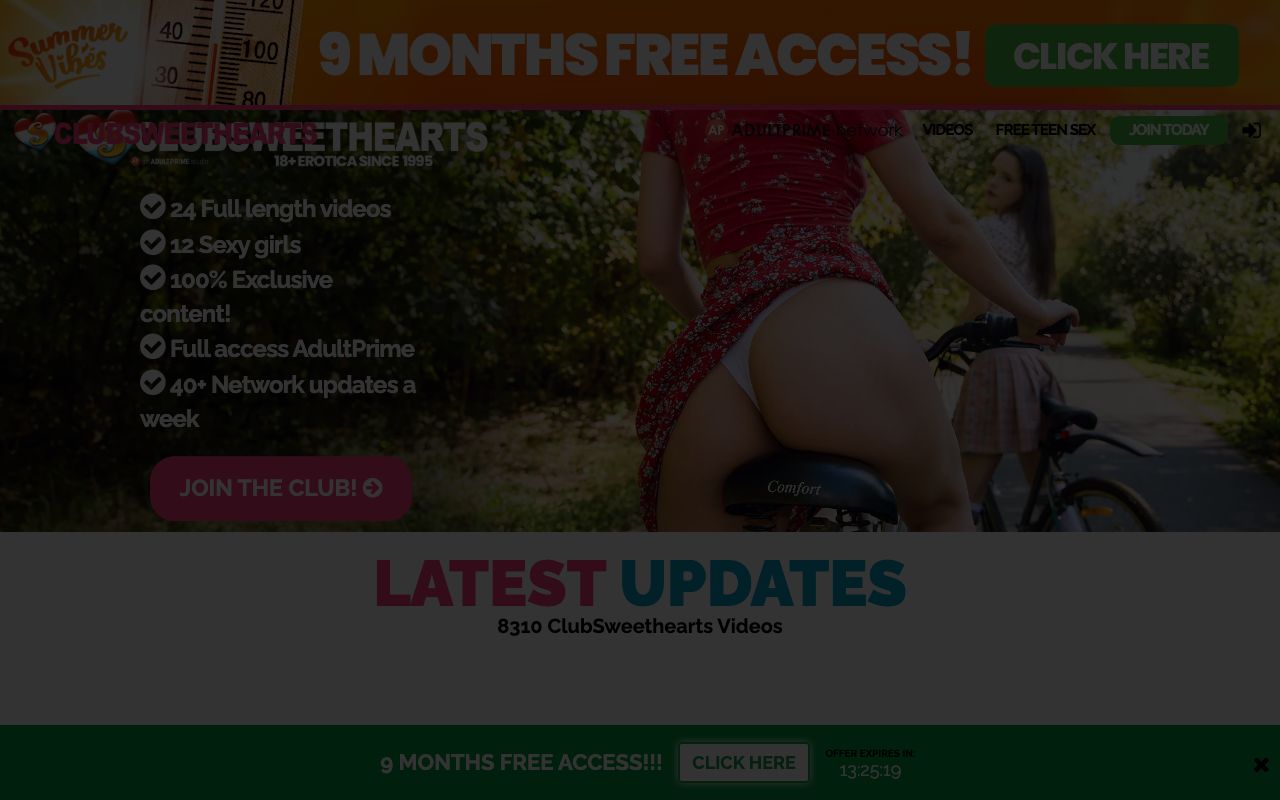 Summer
Vibes
120
40
100
30
80
9 MONTHS FREE ACCESS!
CLICK HERE
CLUBSWEETHEARTS
CLUBSWEETHEARTS
18+ EROTICA SINCE 1995
AP ADULTPRIME Network
VIDEOS
FREE TEEN SEX
JOIN TODAY
24 Full length videos
12 Sexy girls
100% Exclusive
content!
Full access AdultPrime
40+ Network updates a
week
JOIN THE CLUB!
Comfort
LATEST UPDATES
8310 ClubSweethearts Videos
9 MONTHS FREE ACCESS!!!
CLICK HERE
OFFER EXPIRES IN:
13:25:19